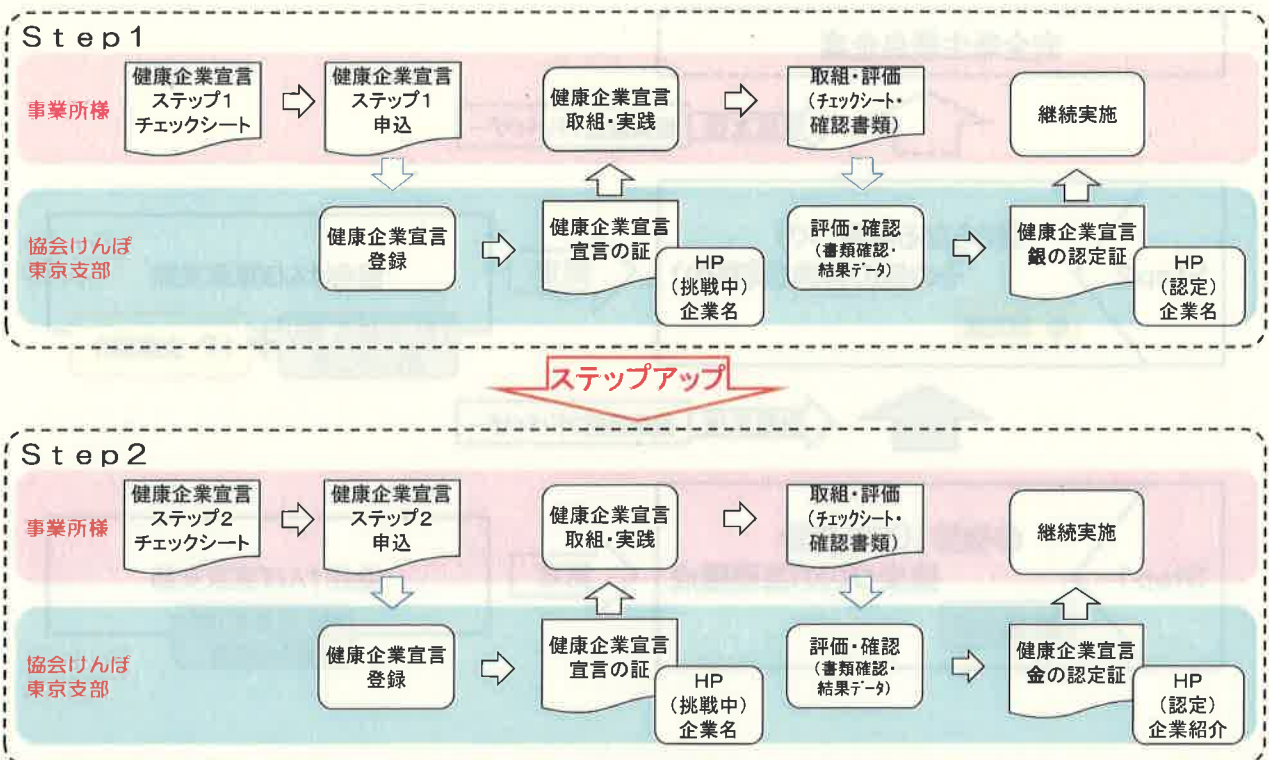 Step1
事業所様
健康企業宣言
ステップ1
チェックシート
健康企業宣言
ステップ1
申込
健康企業宣言
取組・実践
取組・評価
(チェックシート・
確認書類)
継続実施
協会けんぽ
東京支部
健康企業宣言
登録
健康企業宣言
宣言の証
HP
(挑戦中)
企業名
評価・確認
(書類確認・
結果データ)
健康企業宣言
銀の認定証
HP
(認定)
企業名
ステップアップ
Step2
事業所様
健康企業宣言
ステップ2
チェックシート
健康企業宣言
ステップ2
申込
健康企業宣言
取組・実践
取組・評価
(チェックシート・
確認書類)
継続実施
協会けんぽ
東京支部
健康企業宣言
登録
健康企業宣言
宣言の証
HP
(挑戦中)
企業名
評価・確認
(書類確認・
結果データ)
健康企業宣言
金の認定証
HP
(認定)
企業紹介